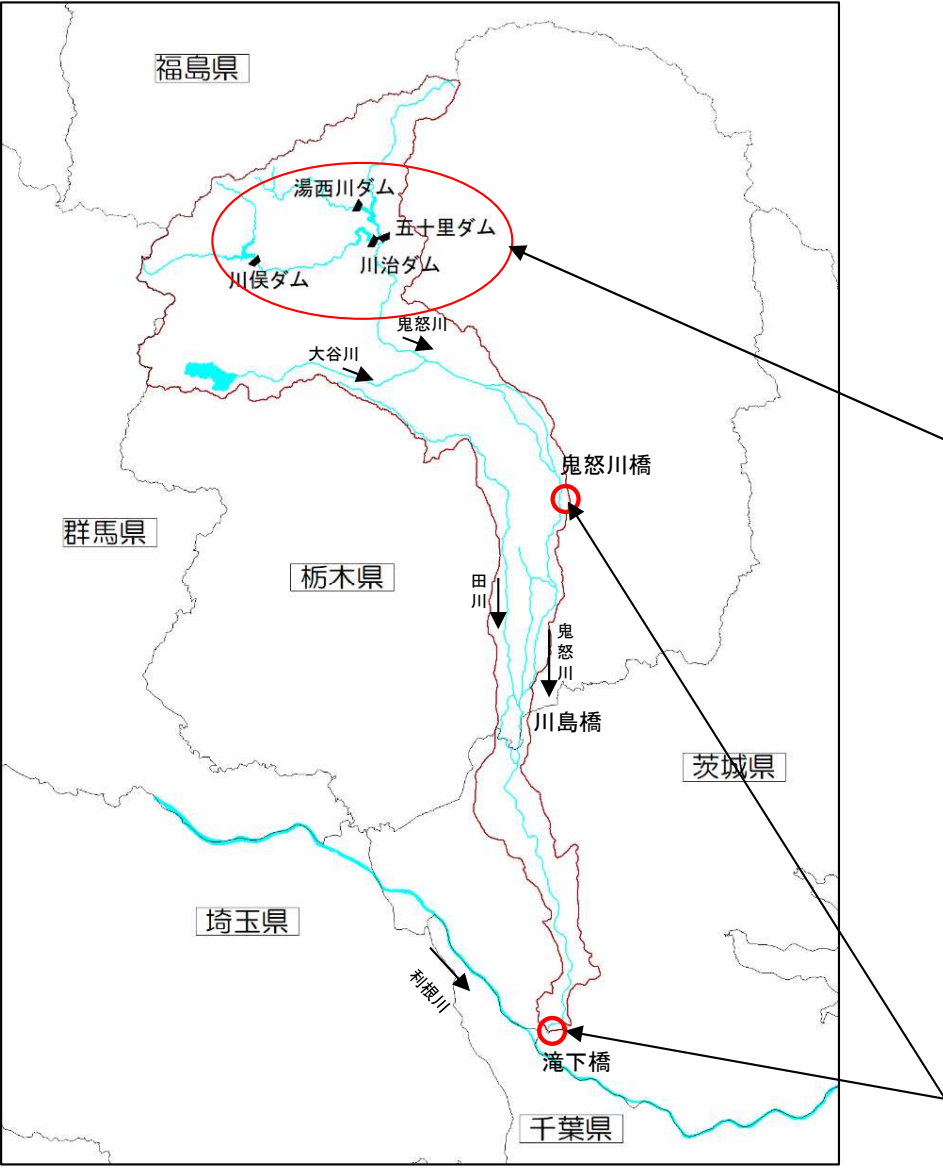 福島県
湯西川ダム
五十里ダム
川治ダム
川俣ダム
鬼怒川
大谷川
鬼怒川橋
群馬県
栃木県
田川
鬼怒川
川島橋
茨城県
埼玉県
利根川
滝下橋
千葉県